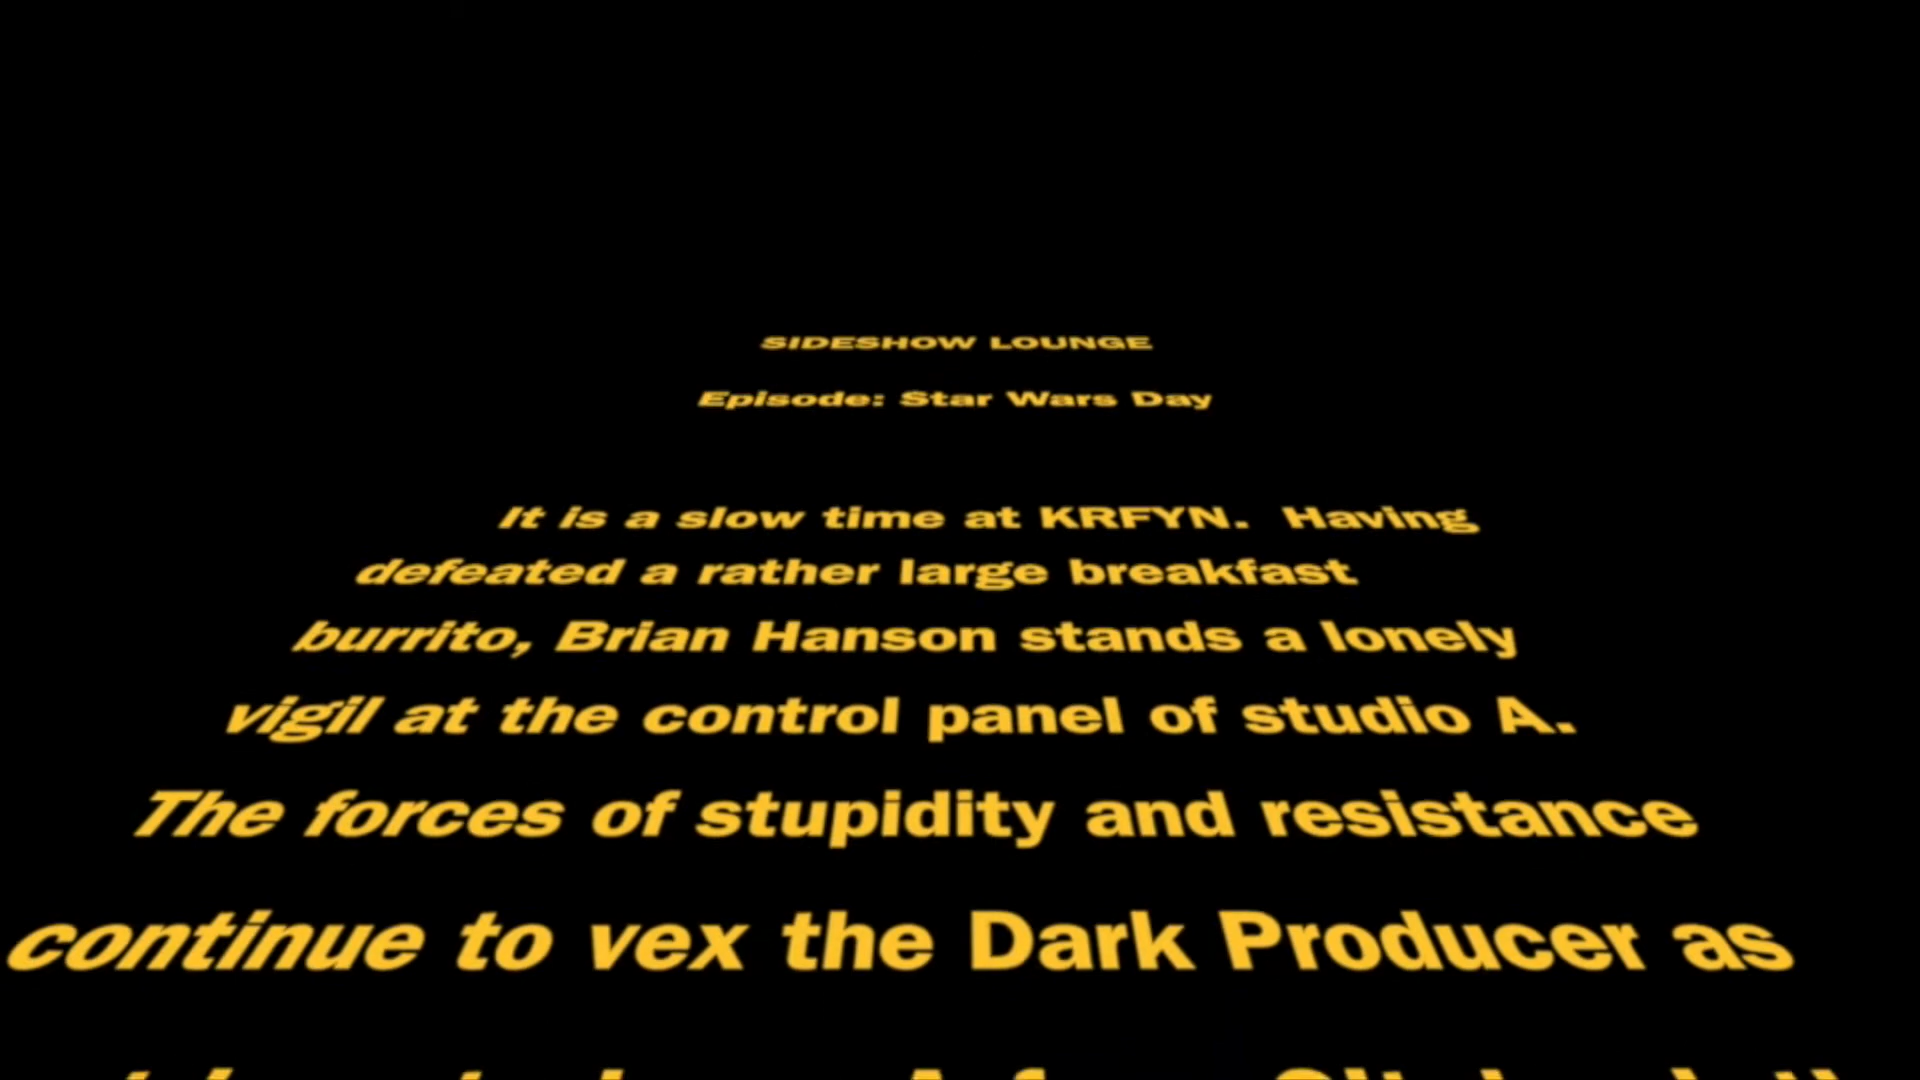 SIDESHOW LOUNGE
Episode: Star Wars Day
It is a slow time at KRFYN.  Having
defeated a rather large breakfast
burrito, Brian Hanson stands a lonely
vigil at the control panel of studio A.
The forces of stupidity and resistance
continue to vex the Dark Producer as